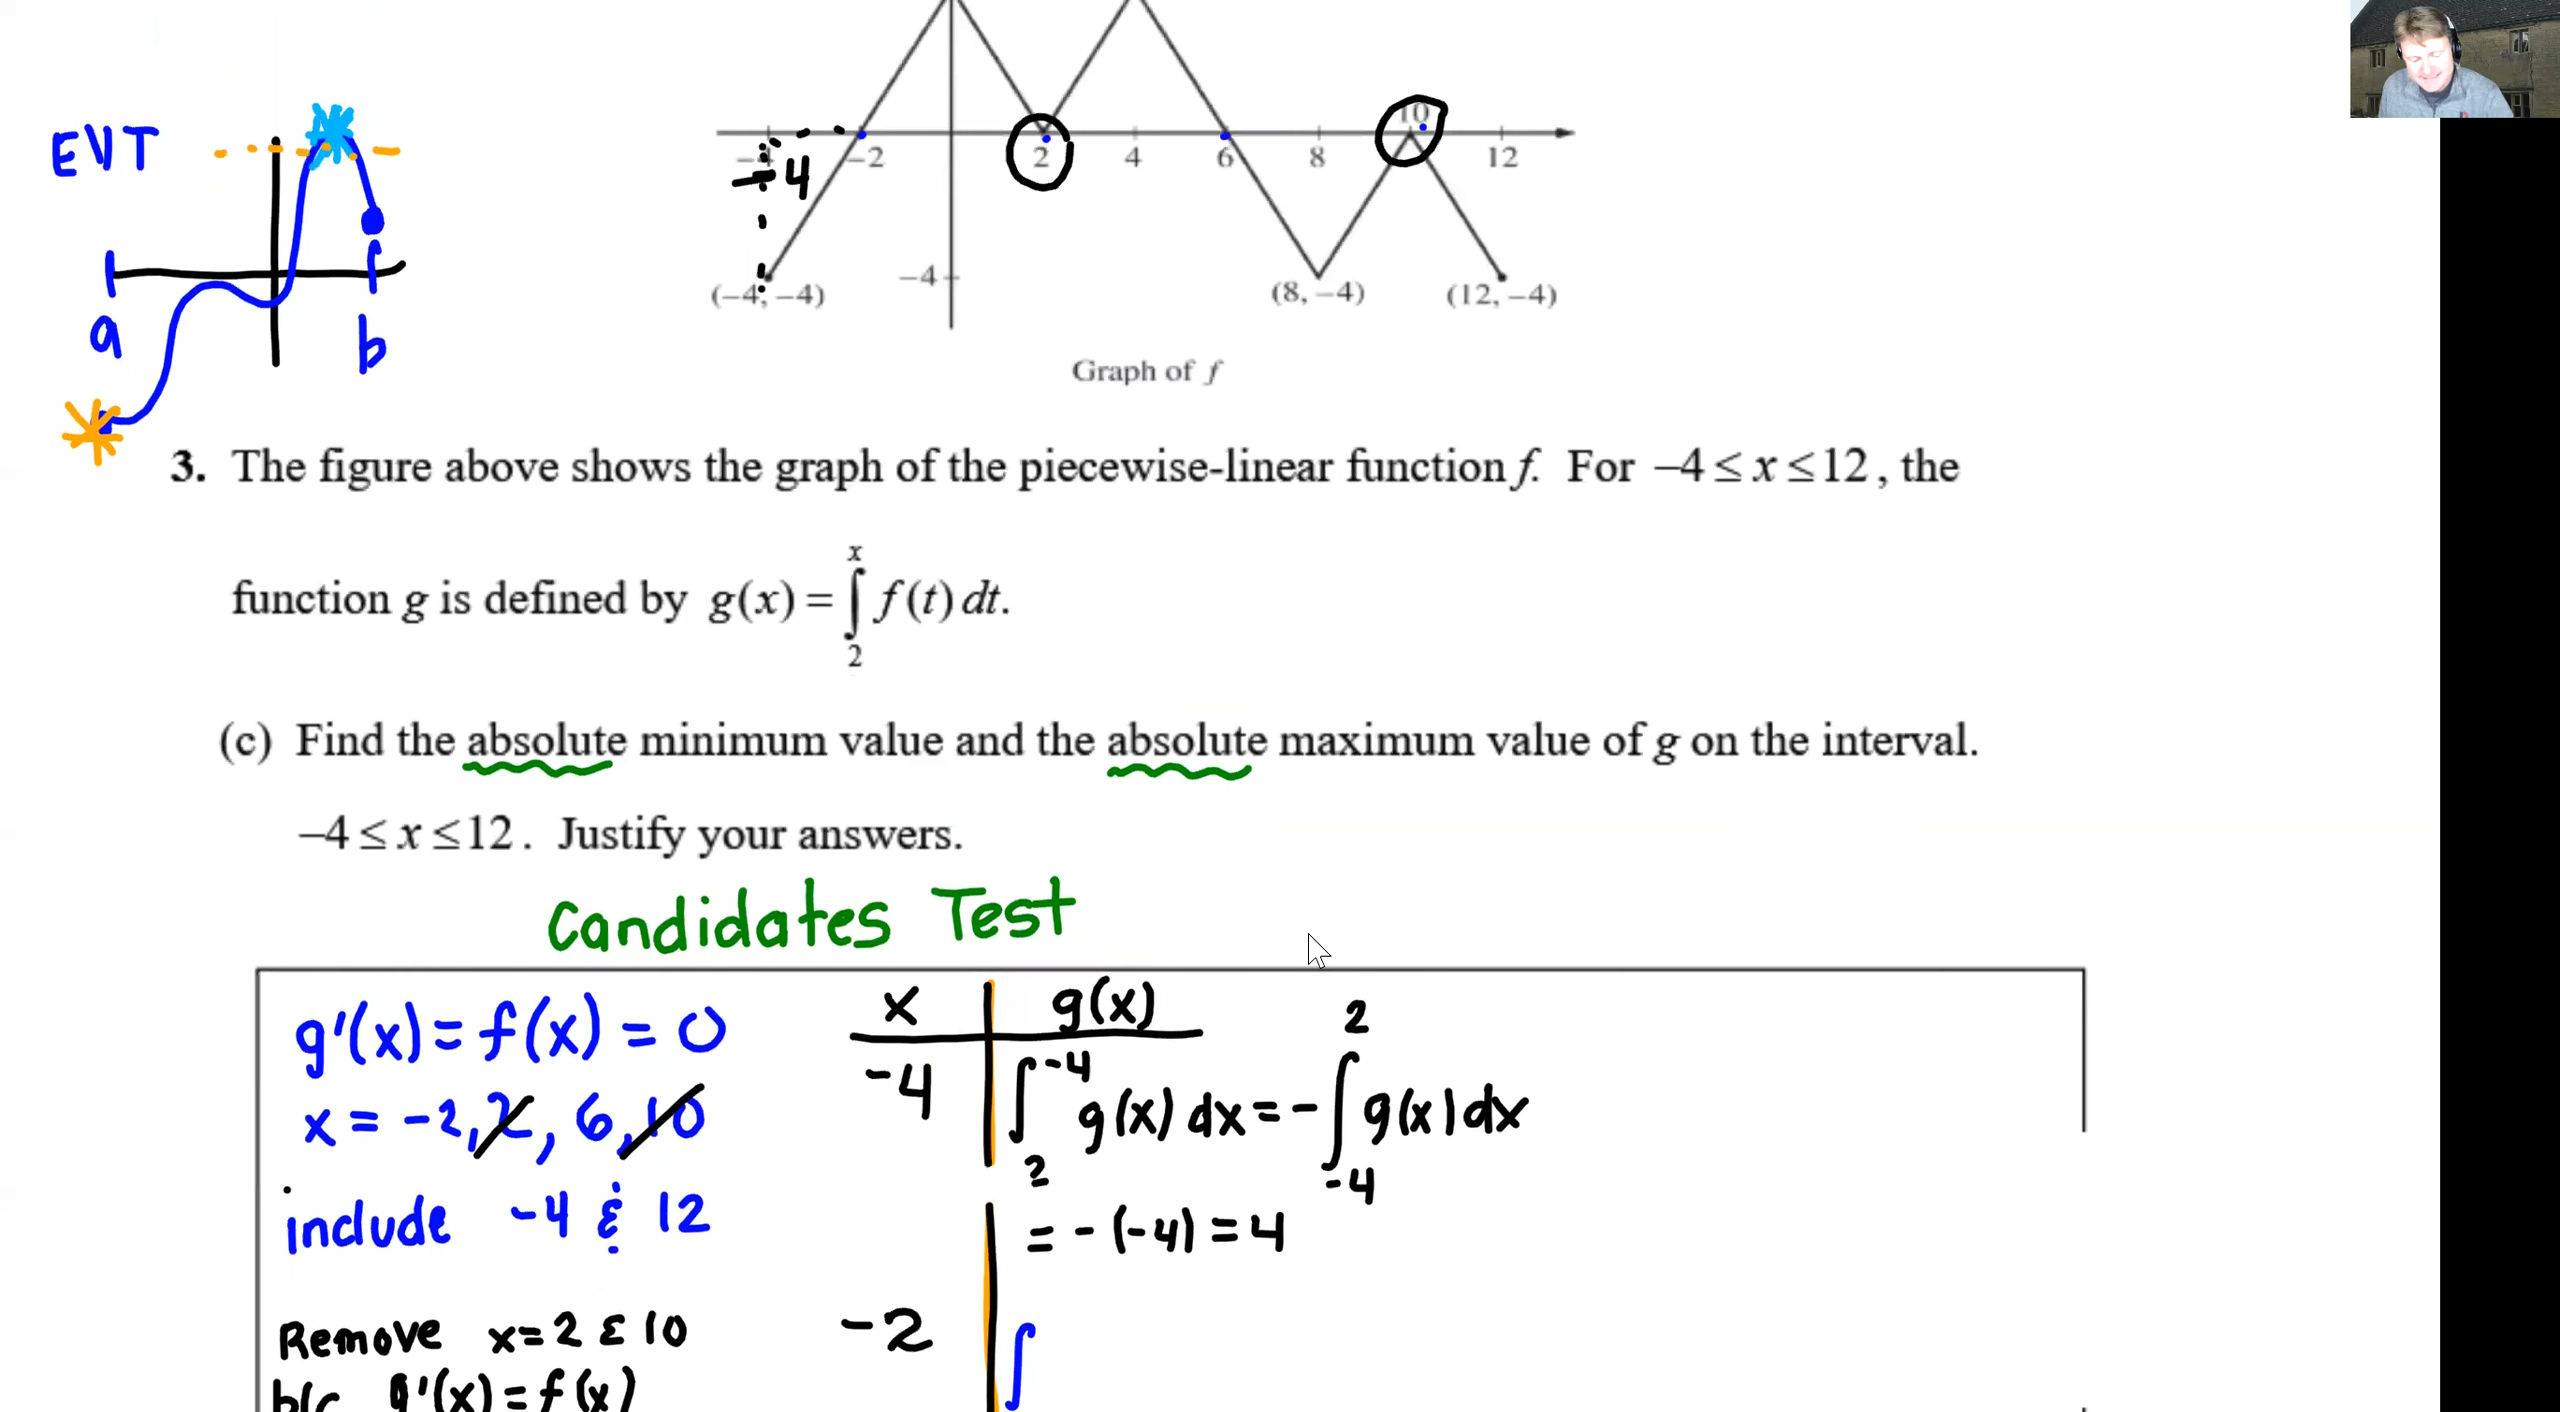 EVT
a
b
-4 -2 2 4 6 8 10 12
-4
-4
(-4, -4) (8, -4) (12, -4)
Graph of f
3. The figure above shows the graph of the piecewise-linear function f. For −4 ≤ x ≤ 12, the
function g is defined by g(x) = ∫₂ˣ f(t) dt.
(c) Find the absolute minimum value and the absolute maximum value of g on the interval.
−4 ≤ x ≤ 12. Justify your answers.
Candidates Test
g'(x) = f(x) = 0
x = -2, 2, 6, 10
include -4 & 12
Remove x=2 & 10
b/c g'(x) = f(x)
x g(x)
-4 ∫₂⁻⁴ g(x) dx = - ∫₋₄² g(x) dx
= - (-4) = 4
-2 ∫